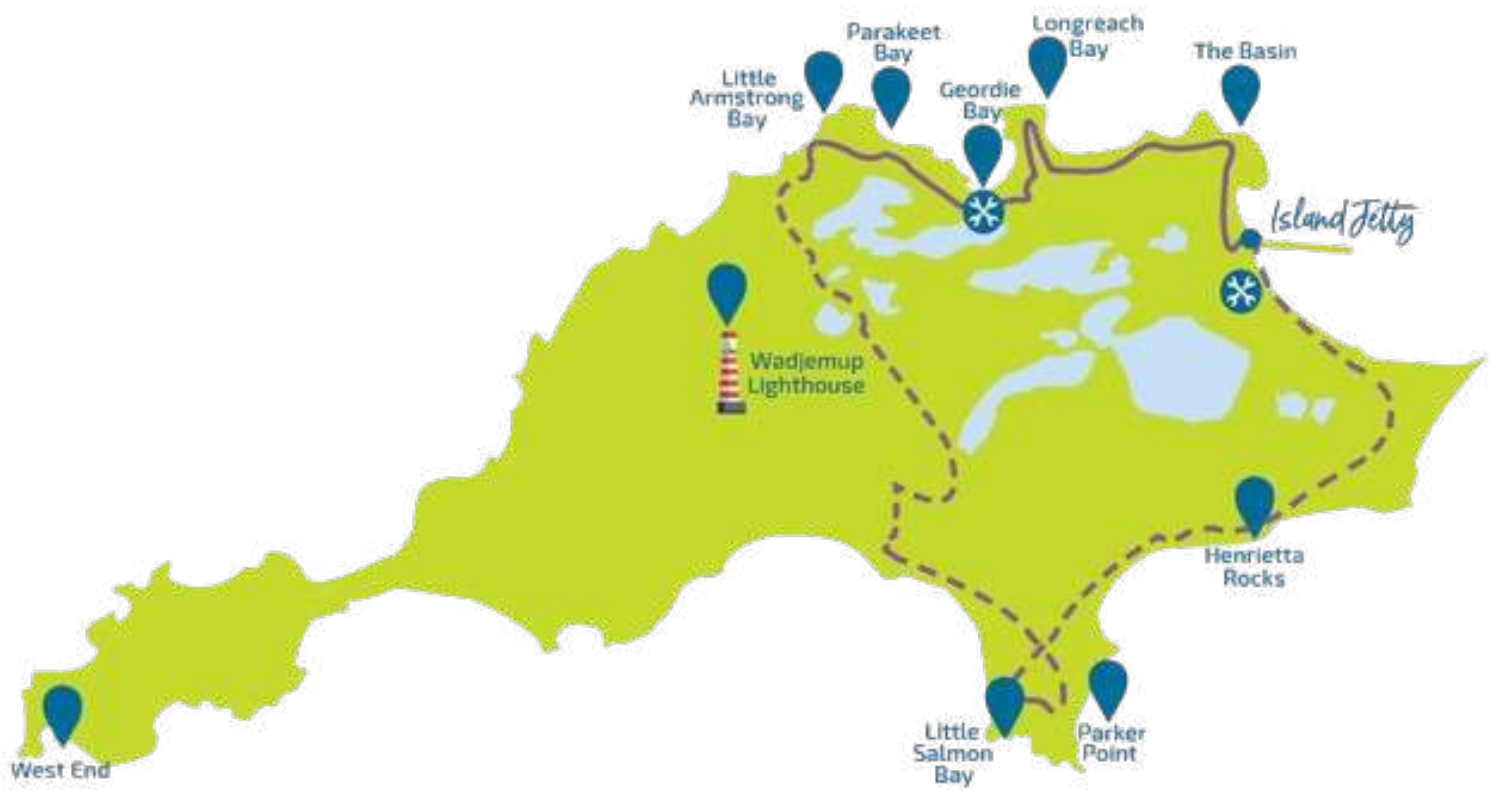 Longreach
Bay
Parakeet
Bay
The Basin
Little
Armstrong
Bay
Geordie
Bay
Island Jetty
Wadjemup
Lighthouse
Henrietta
Rocks
Little
Salmon
Bay
Parker
Point
West End